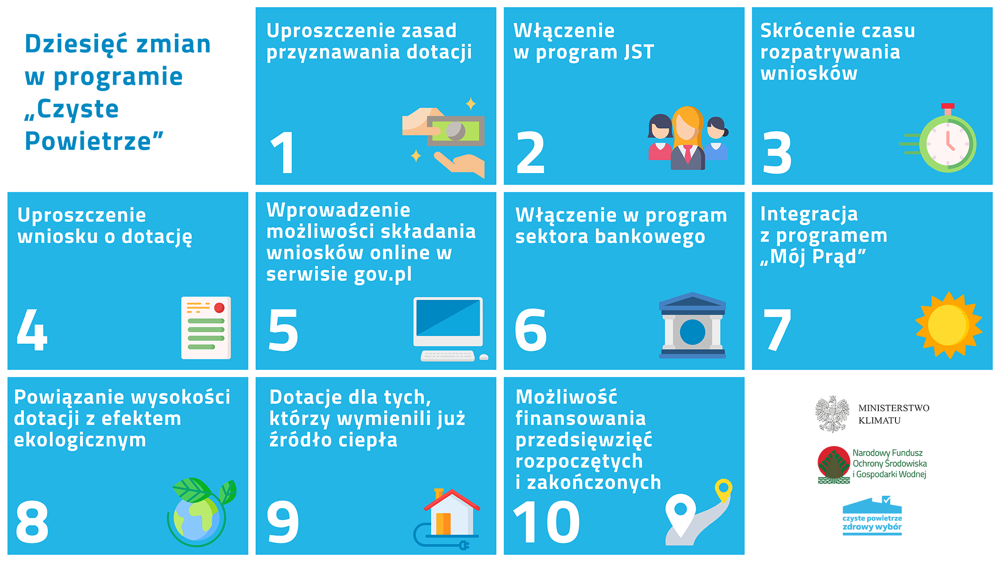 Dziesięć zmian
w programie
„Czyste
Powietrze”
Uproszczenie zasad
przyznawania dotacji
1
Włączenie
w program JST
2
Skrócenie czasu
rozpatrywania
wniosków
3
Uproszczenie
wniosku o dotację
4
Wprowadzenie
możliwości składania
wniosków online w
serwisie gov.pl
5
Włączenie w program
sektora bankowego
6
Integracja
z programem
„Mój Prąd”
7
Powiązanie wysokości
dotacji z efektem
ekologicznym
8
Dotacje dla tych,
którzy wymienili już
źródło ciepła
9
Możliwość
finansowania
przedsięwzięć
rozpoczętych
i zakończonych
10
MINISTERSTWO
KLIMATU
Narodowy Fundusz
Ochrony Środowiska
i Gospodarki Wodnej
czyste powietrze
zdrowy wybór